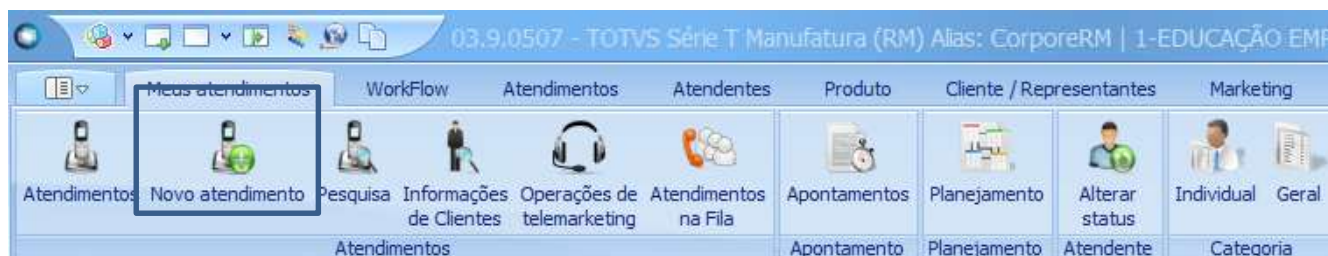 03.9.0507 - TOTVS Série T Manufatura (RM) Alias: CorporeRM | 1-EDUCAÇÃO EMP
Meus atendimentos WorkFlow Atendimentos Atendentes Produto Cliente / Representantes Marketing
Atendimentos Novo atendimento Pesquisa Informações de Clientes Operações de telemarketing Atendimentos na Fila Apontamentos Planejamento Alterar status Individual Geral
Atendimentos Apontamento Planejamento Atendente Categoria